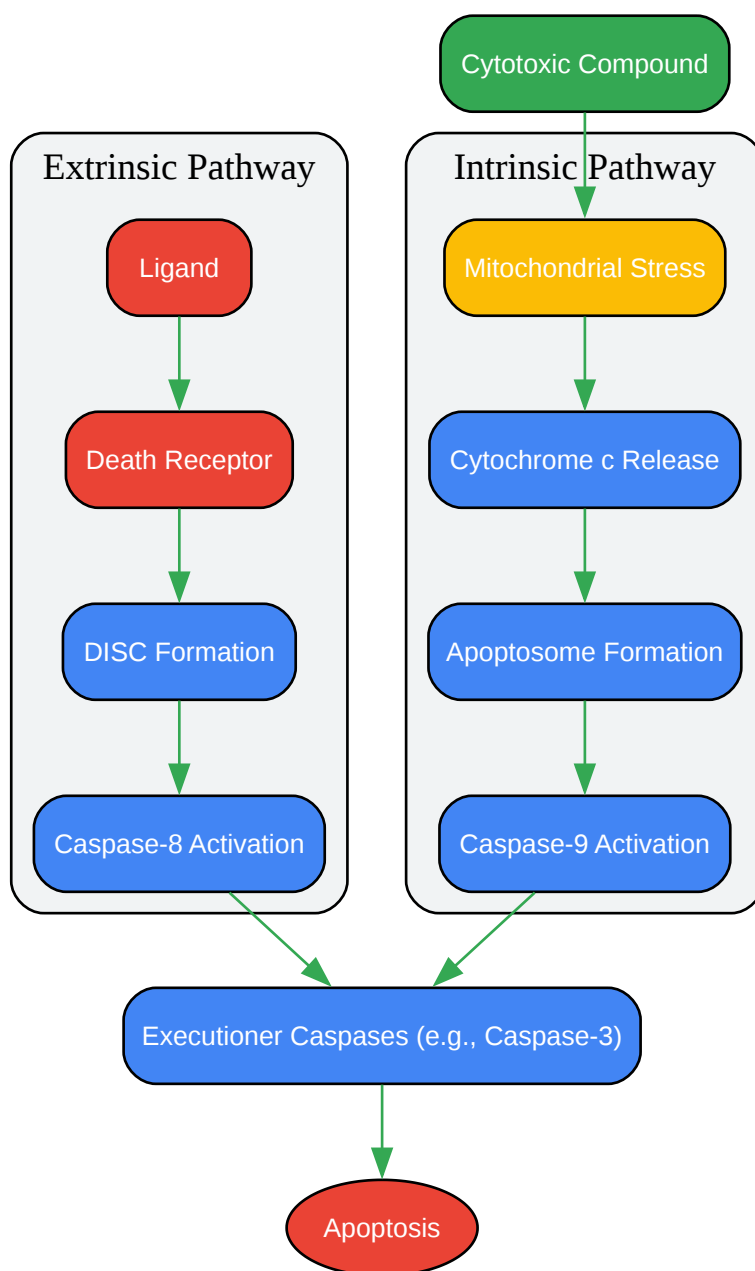 Cytotoxic Compound
Extrinsic Pathway
Ligand
Death Receptor
DISC Formation
Caspase-8 Activation
Intrinsic Pathway
Mitochondrial Stress
Cytochrome c Release
Apoptosome Formation
Caspase-9 Activation
Executioner Caspases (e.g., Caspase-3)
Apoptosis